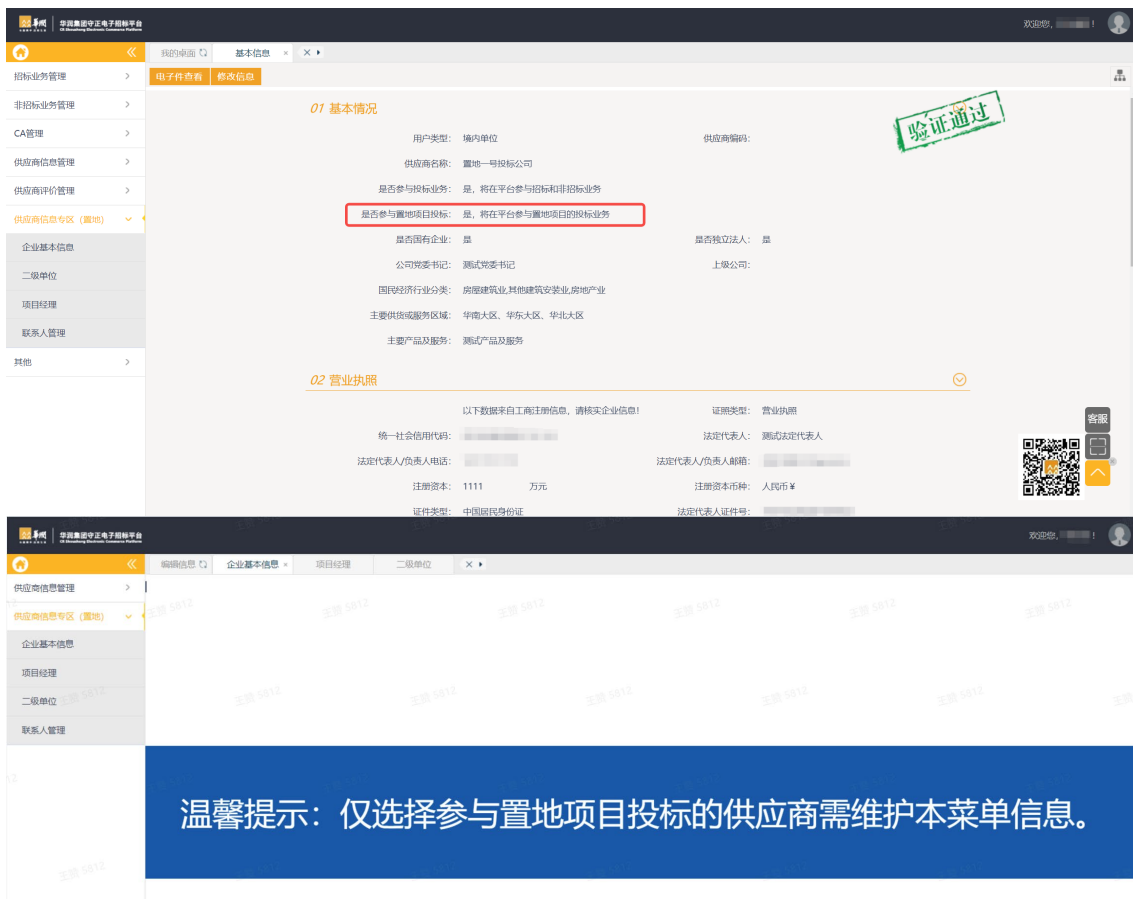 华润 华润集团守正电子招标平台 欢迎您, !
我的桌面 基本信息 ×
招标业务管理
电子件查看 修改信息
非招标业务管理
CA管理
供应商信息管理
供应商评价管理
供应商信息专区（置地）
企业基本信息
二级单位
项目经理
联系人管理
其他
01 基本情况
验证通过
用户类型: 境内单位 供应商编码:
供应商名称: 置地一号投标公司
是否参与投标业务: 是，将在平台参与招标和非招标业务
是否参与置地项目投标: 是，将在平台参与置地项目的投标业务
是否国有企业: 是 是否独立法人: 是
公司党委书记: 测试党委书记 上级公司:
国民经济行业分类: 房屋建筑业,其他建筑安装业,房地产业
主要供货或服务区域: 华南大区、华东大区、华北大区
主要产品及服务: 测试产品及服务
02 营业执照
以下数据来自工商注册信息，请核实企业信息! 证照类型: 营业执照
统一社会信用代码: 法定代表人: 测试法定代表人
法定代表人/负责人电话: 法定代表人/负责人邮箱:
注册资本: 1111 万元 注册资本币种: 人民币¥
证件类型: 中国居民身份证 法定代表人证件号:
客服
华润 华润集团守正电子招标平台 欢迎您, !
编辑信息 企业基本信息 × 项目经理 二级单位 ×
供应商信息管理
供应商信息专区（置地）
企业基本信息
项目经理
二级单位
联系人管理
温馨提示：仅选择参与置地项目投标的供应商需维护本菜单信息。